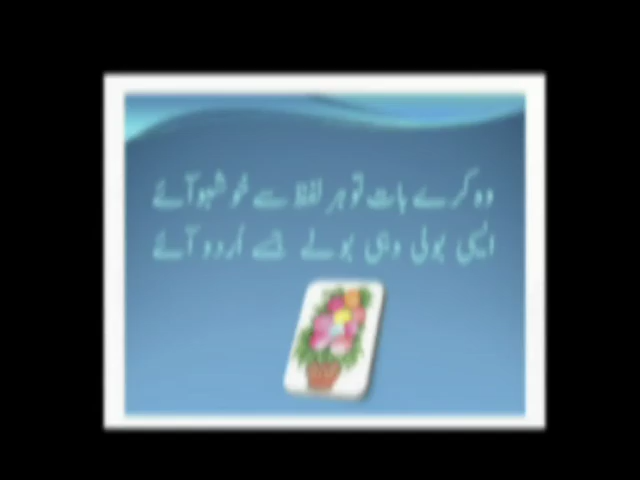 وہ کرے بات تو ہر لفظ سے خوشبو آئے
ایسی بولی وہی بولے جسے اردو آئے